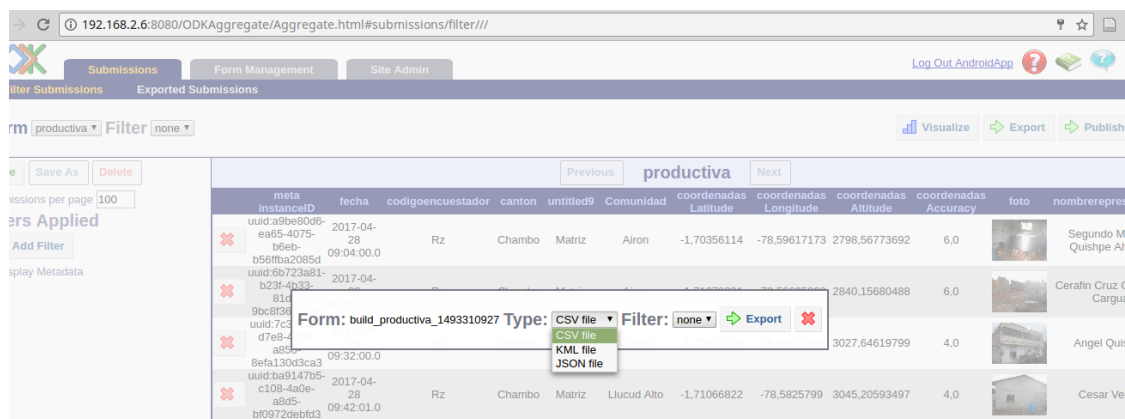 192.168.2.6:8080/ODKAggregate/Aggregate.html#submissions/filter///
Submissions Form Management Site Admin Log Out AndroidApp
ilter Submissions Exported Submissions
rm productiva Filter none Visualize Export Publish
e Save As Delete Previous productiva Next
issions per page 100
ers Applied
Add Filter
splay Metadata
meta instanceID fecha codigoencuestador canton untitled9 Comunidad coordenadas Latitude coordenadas Longitude coordenadas Altitude coordenadas Accuracy foto nombrerepres
uuid:a9be80d6-ea65-4075-b6eb-b56ffba2085d 2017-04-28 09:04:00.0 Rz Chambo Matriz Airon -1,70356114 -78,59617173 2798,56773692 6,0 Segundo M Quishpe Al
uuid:6b723a81-b23f-4b33-81d 9bc8f36 2017-04- 2840,15680488 6,0 Cerafin Cruz C Cargua
Form: build_productiva_1493310927 Type: CSV file Filter: none Export
CSV file
KML file
JSON file
uuid:7c3 d7e8-4 a856- 8efa130d3ca3 09:32:00.0 3027,64619799 4,0 Angel Quis
uuid:ba9147b5-c108-4a0e-a8d5-bf0972debfd3 2017-04-28 09:42:01.0 Rz Chambo Matriz Llucud Alto -1,71066822 -78,5825799 3045,20593497 4,0 Cesar Ve